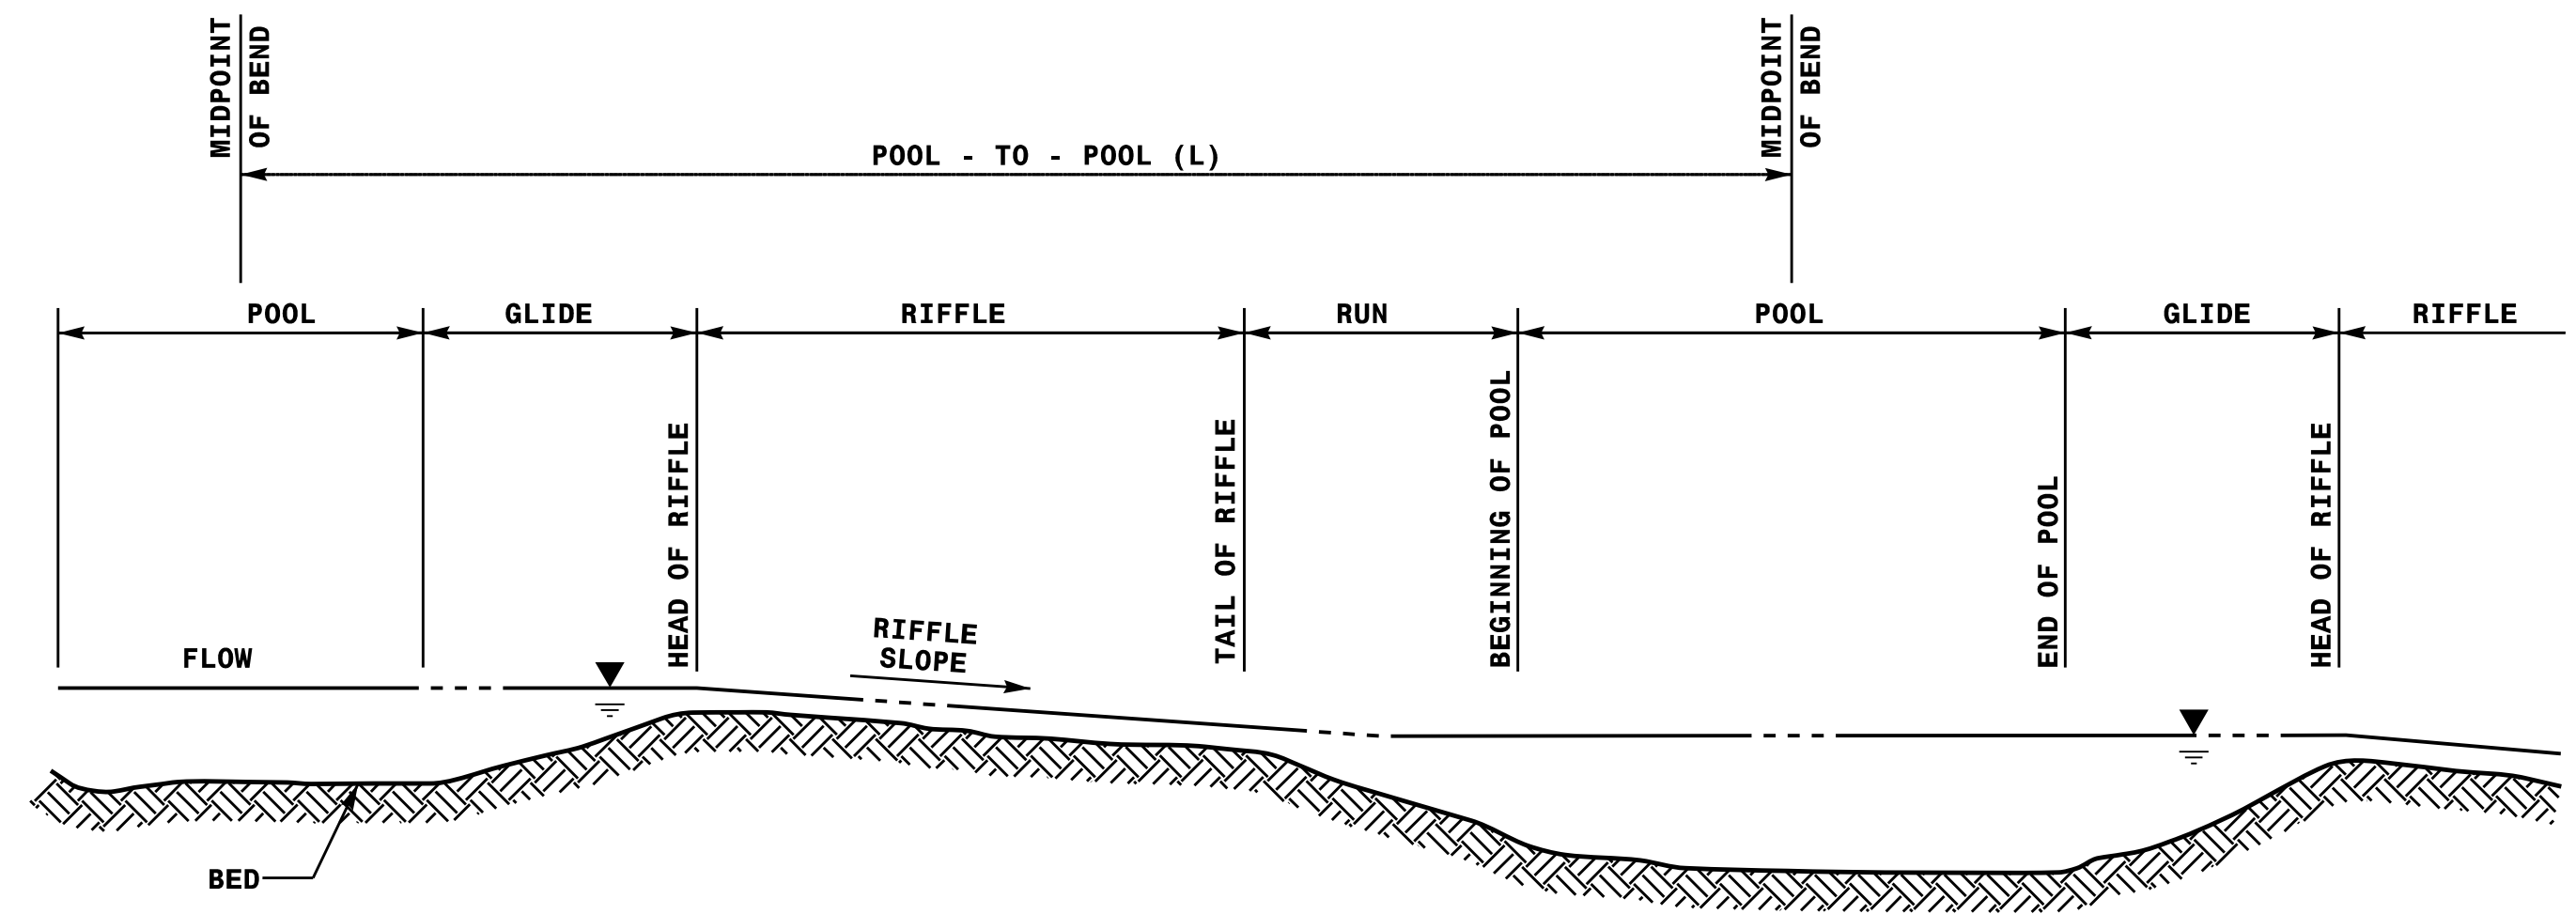 MIDPOINT
OF BEND
MIDPOINT
OF BEND
POOL - TO - POOL (L)
POOL
GLIDE
RIFFLE
RUN
POOL
GLIDE
RIFFLE
HEAD OF RIFFLE
TAIL OF RIFFLE
BEGINNING OF POOL
END OF POOL
HEAD OF RIFFLE
FLOW
RIFFLE
SLOPE
BED